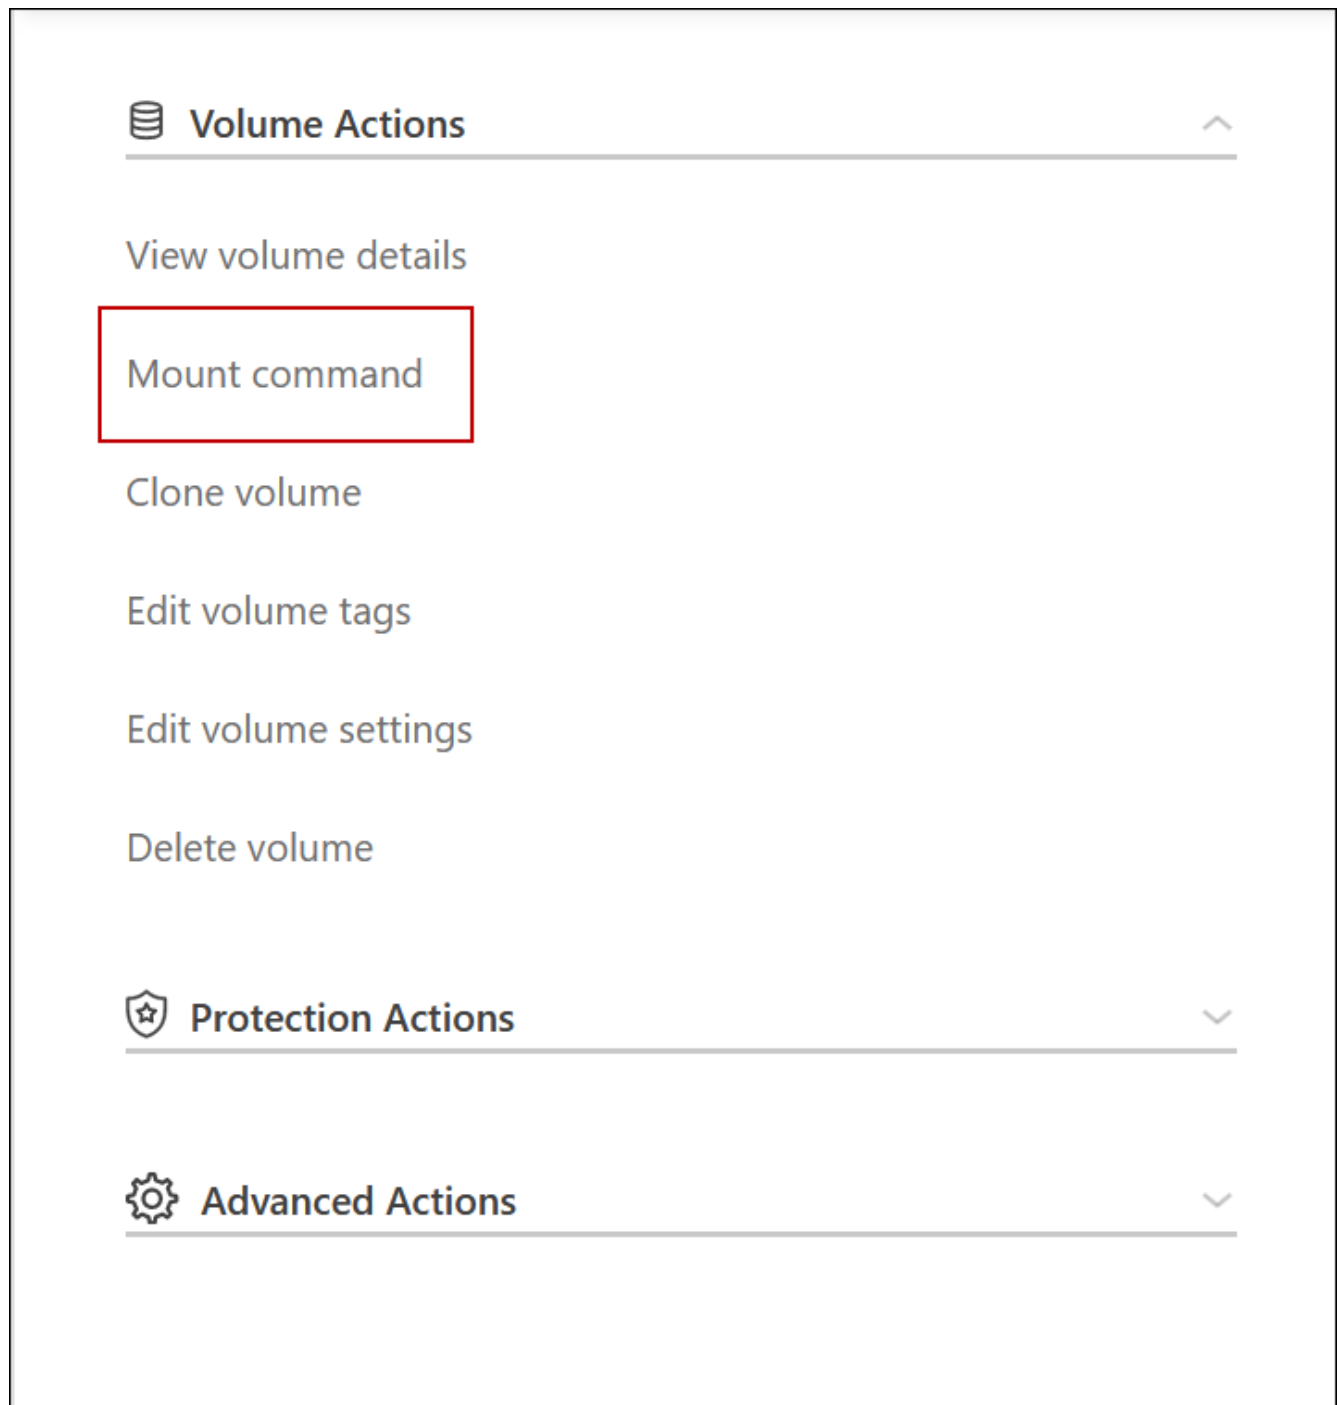 Volume Actions
View volume details
Mount command
Clone volume
Edit volume tags
Edit volume settings
Delete volume
Protection Actions
Advanced Actions